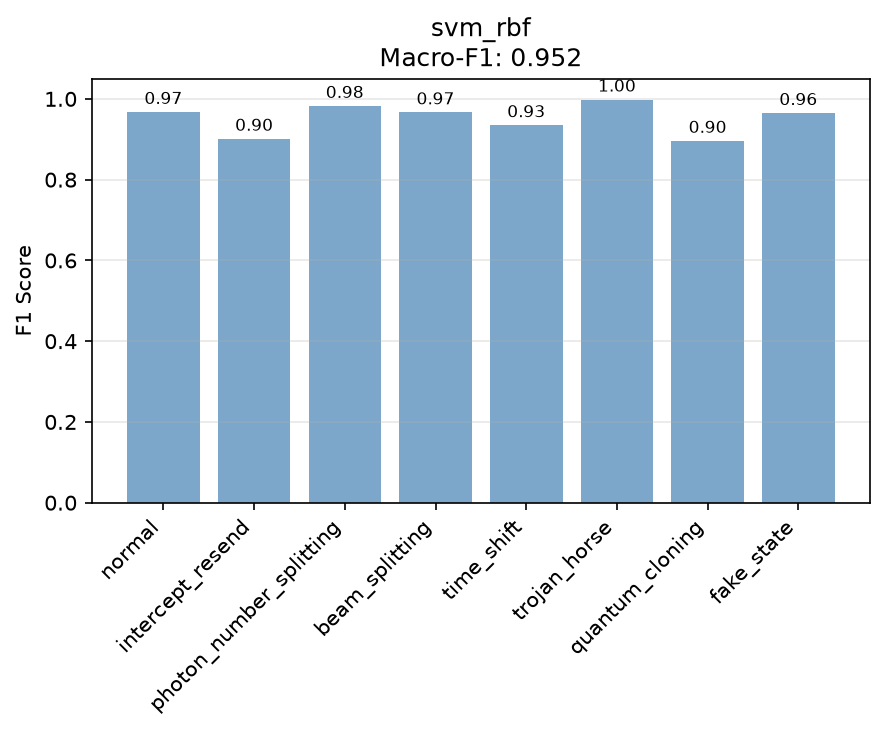 svm_rbf
Macro-F1: 0.952
F1 Score
1.0
0.8
0.6
0.4
0.2
0.0
0.97
0.90
0.98
0.97
0.93
1.00
0.90
0.96
normal
intercept_resend
photon_number_splitting
beam_splitting
time_shift
trojan_horse
quantum_cloning
fake_state